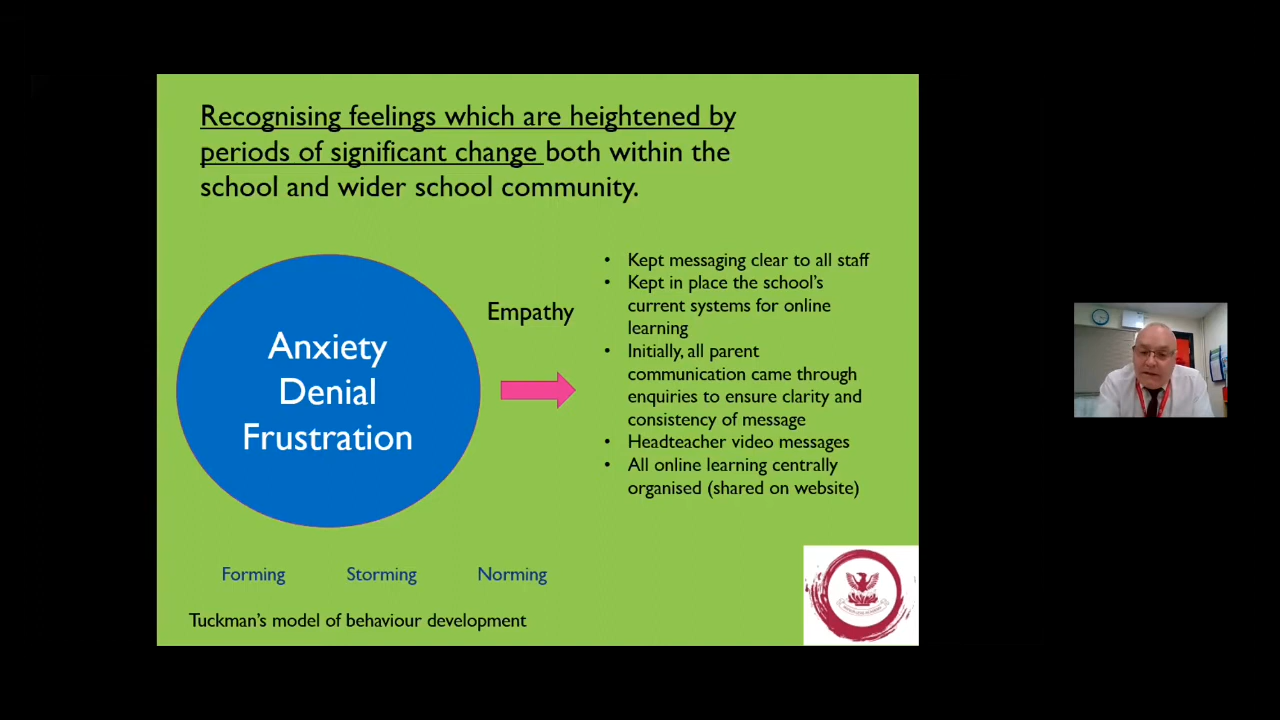 Recognising feelings which are heightened by
periods of significant change both within the
school and wider school community.
Anxiety
Denial
Frustration
Empathy
• Kept messaging clear to all staff
• Kept in place the school's
current systems for online
learning
• Initially, all parent
communication came through
enquiries to ensure clarity and
consistency of message
• Headteacher video messages
• All online learning centrally
organised (shared on website)
Forming Storming Norming
Tuckman's model of behaviour development